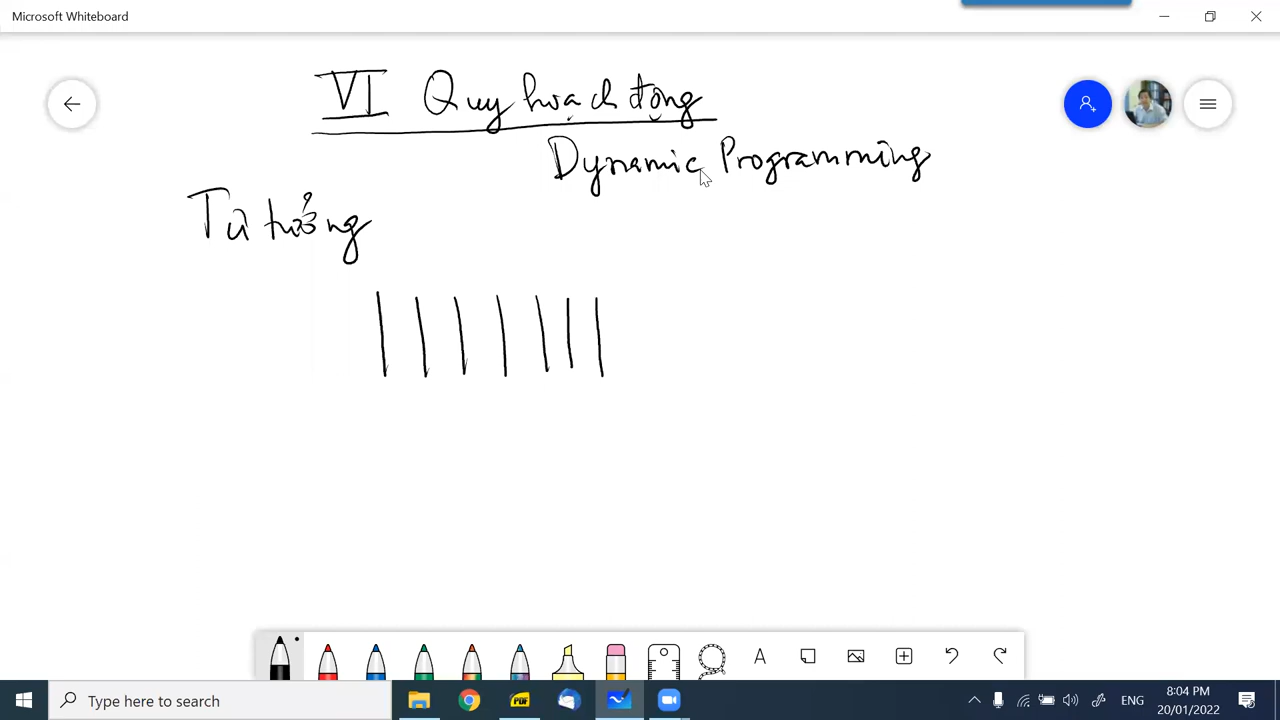 Microsoft Whiteboard
VI Quy hoạch động
Dynamic Programming
Tư tưởng
A
Type here to search
PDF
ENG
8:04 PM
20/01/2022